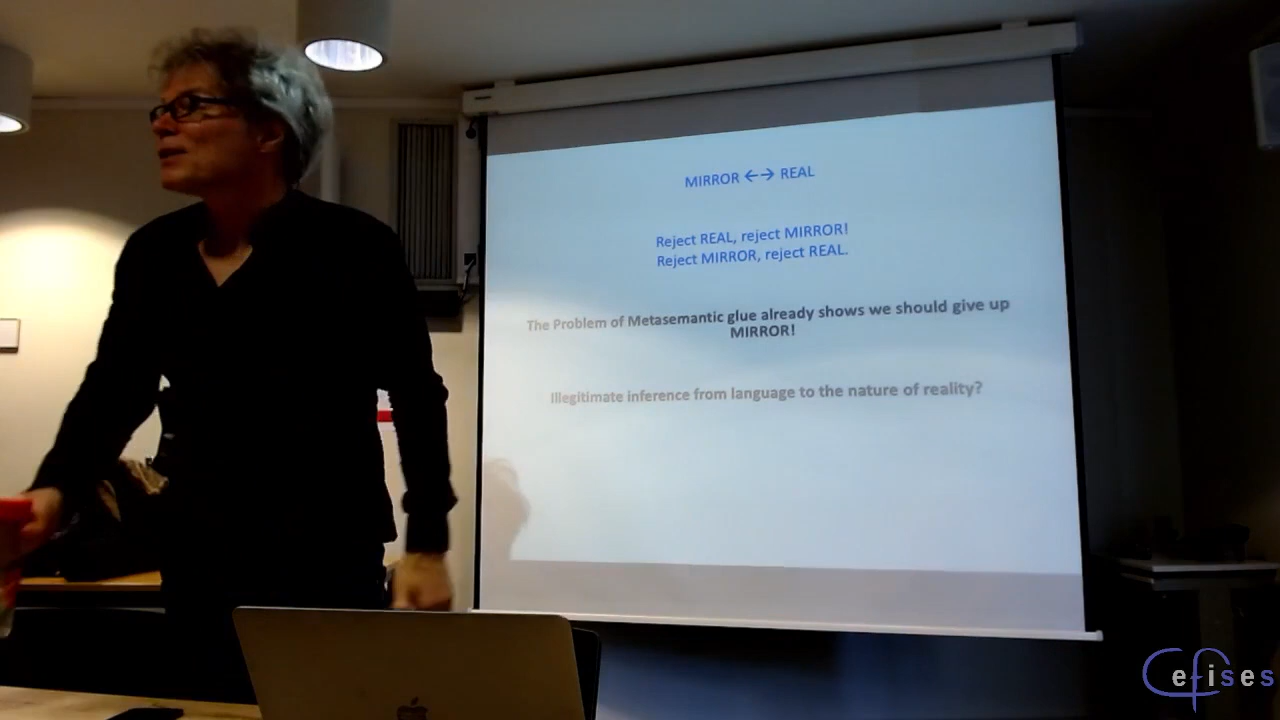 MIRROR ←→ REAL
Reject REAL, reject MIRROR!
Reject MIRROR, reject REAL.
The Problem of Metasemantic glue already shows we should give up
MIRROR!
Illegitimate inference from language to the nature of reality?
Cefises